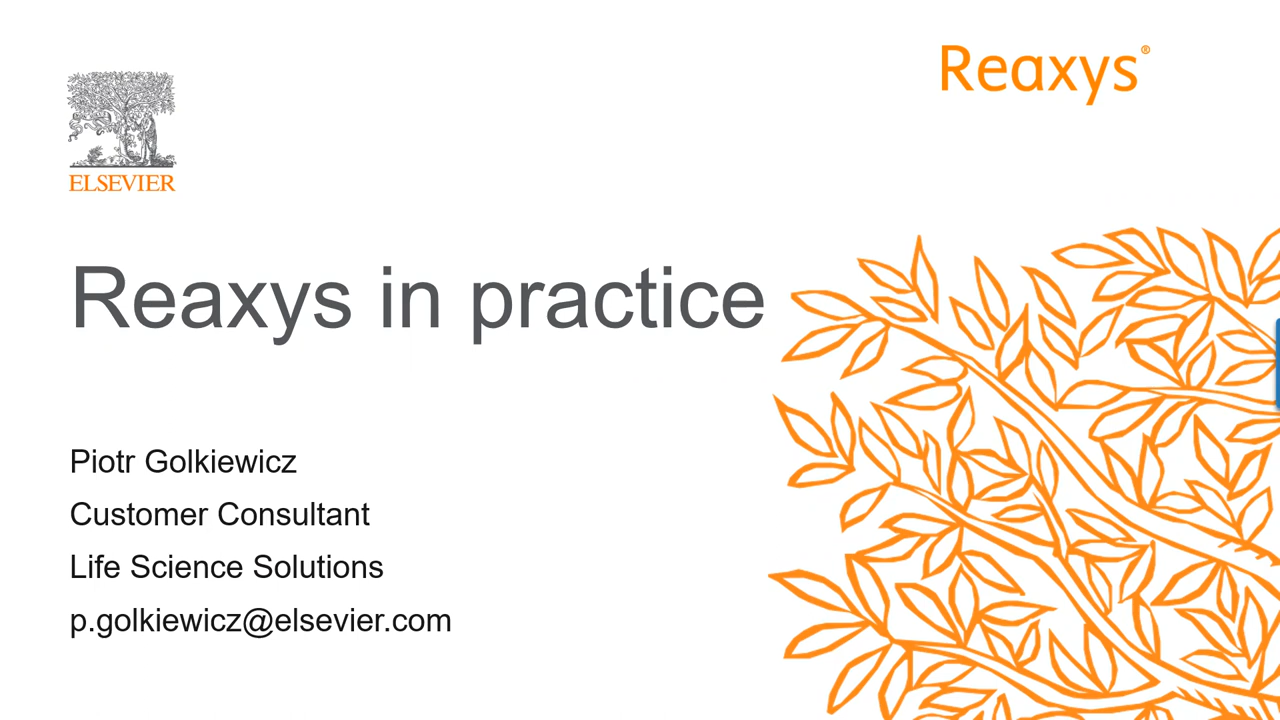 Reaxys®
ELSEVIER
Reaxys in practice
Piotr Golkiewicz
Customer Consultant
Life Science Solutions
p.golkiewicz@elsevier.com